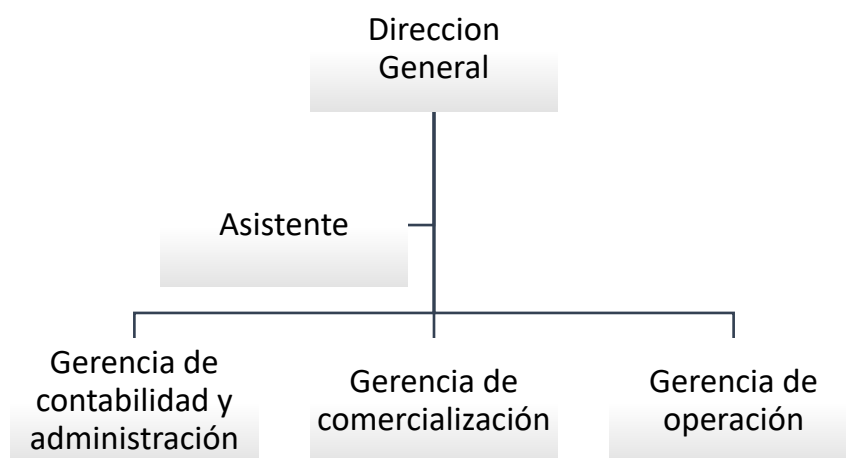 Direccion
General
Asistente
Gerencia de
contabilidad y
administración
Gerencia de
comercialización
Gerencia de
operación